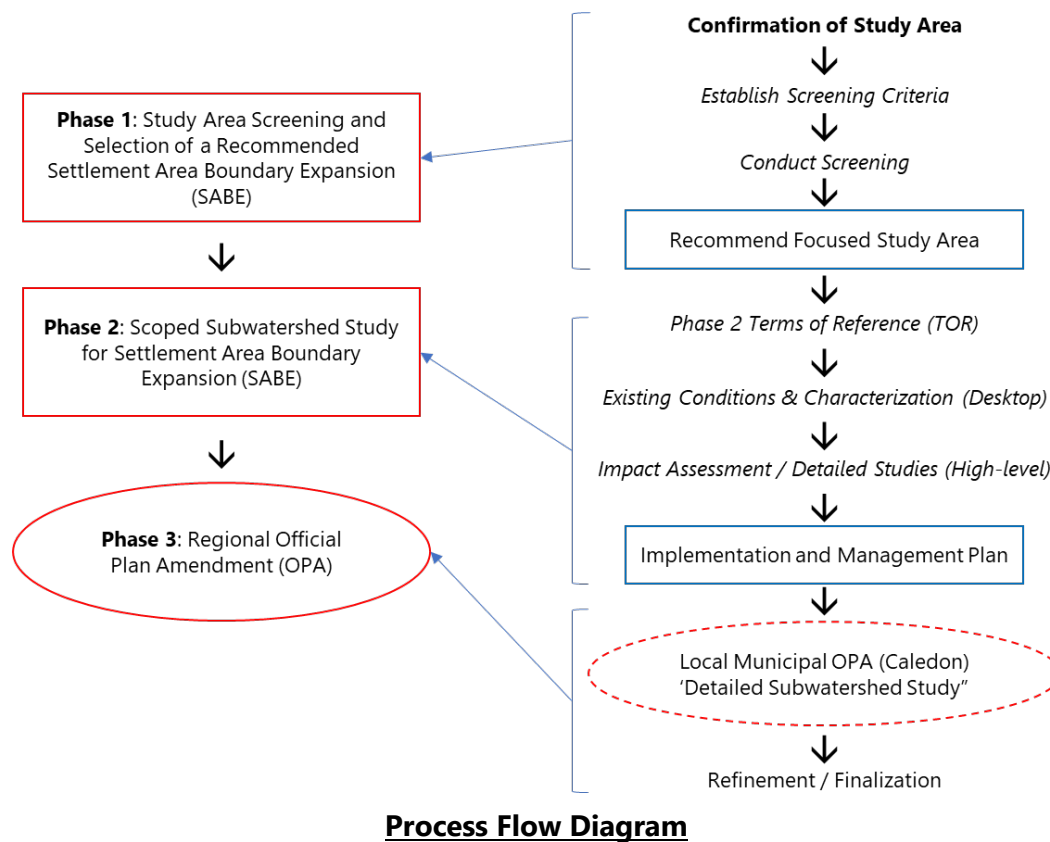 Confirmation of Study Area
Establish Screening Criteria
Conduct Screening
Recommend Focused Study Area
Phase 1: Study Area Screening and
Selection of a Recommended
Settlement Area Boundary Expansion
(SABE)
Phase 2: Scoped Subwatershed Study
for Settlement Area Boundary
Expansion (SABE)
Phase 3: Regional Official
Plan Amendment (OPA)
Phase 2 Terms of Reference (TOR)
Existing Conditions & Characterization (Desktop)
Impact Assessment / Detailed Studies (High-level)
Implementation and Management Plan
Local Municipal OPA (Caledon)
‘Detailed Subwatershed Study”
Refinement / Finalization
Process Flow Diagram